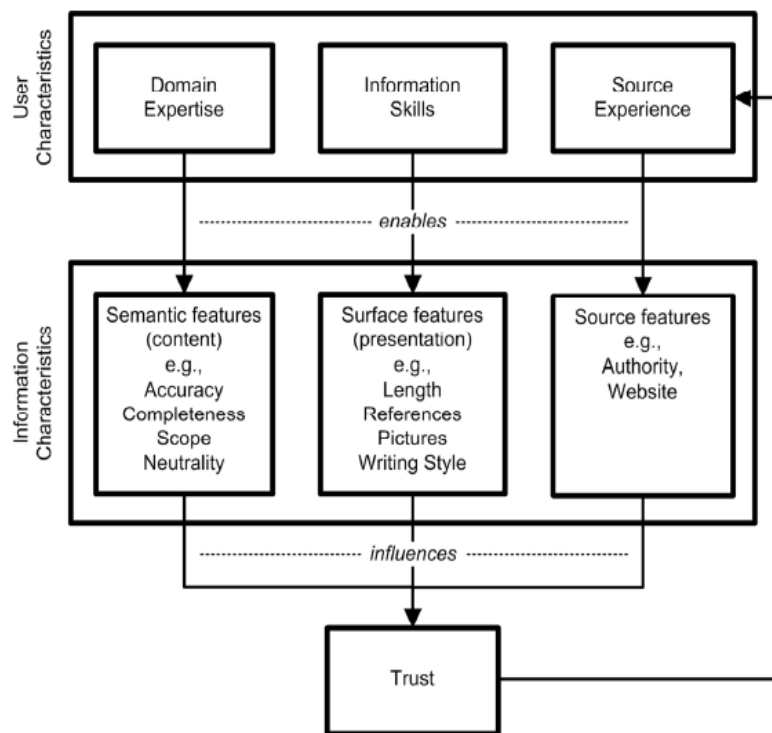 User
Characteristics
Domain
Expertise
Information
Skills
Source
Experience
enables
Information
Characteristics
Semantic features
(content)
e.g.,
Accuracy
Completeness
Scope
Neutrality
Surface features
(presentation)
e.g.,
Length
References
Pictures
Writing Style
Source features
e.g.,
Authority,
Website
influences
Trust